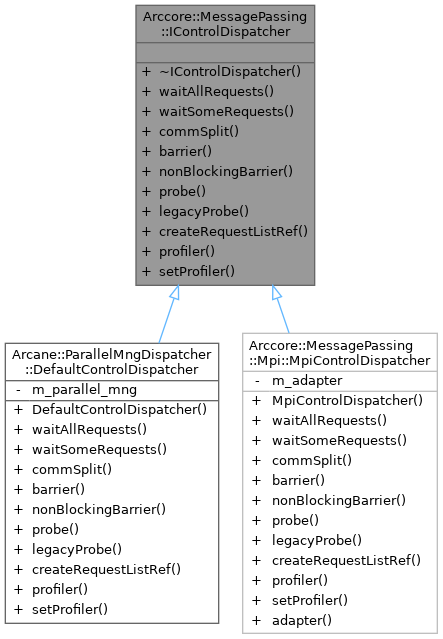 Arccore::MessagePassing
::IControlDispatcher
+ ~IControlDispatcher()
+ waitAllRequests()
+ waitSomeRequests()
+ commSplit()
+ barrier()
+ nonBlockingBarrier()
+ probe()
+ legacyProbe()
+ createRequestListRef()
+ profiler()
+ setProfiler()
Arcane::ParallelMngDispatcher
::DefaultControlDispatcher
- m_parallel_mng
+ DefaultControlDispatcher()
+ waitAllRequests()
+ waitSomeRequests()
+ commSplit()
+ barrier()
+ nonBlockingBarrier()
+ probe()
+ legacyProbe()
+ createRequestListRef()
+ profiler()
+ setProfiler()
Arccore::MessagePassing
::Mpi::MpiControlDispatcher
- m_adapter
+ MpiControlDispatcher()
+ waitAllRequests()
+ waitSomeRequests()
+ commSplit()
+ barrier()
+ nonBlockingBarrier()
+ probe()
+ legacyProbe()
+ createRequestListRef()
+ profiler()
+ setProfiler()
+ adapter()